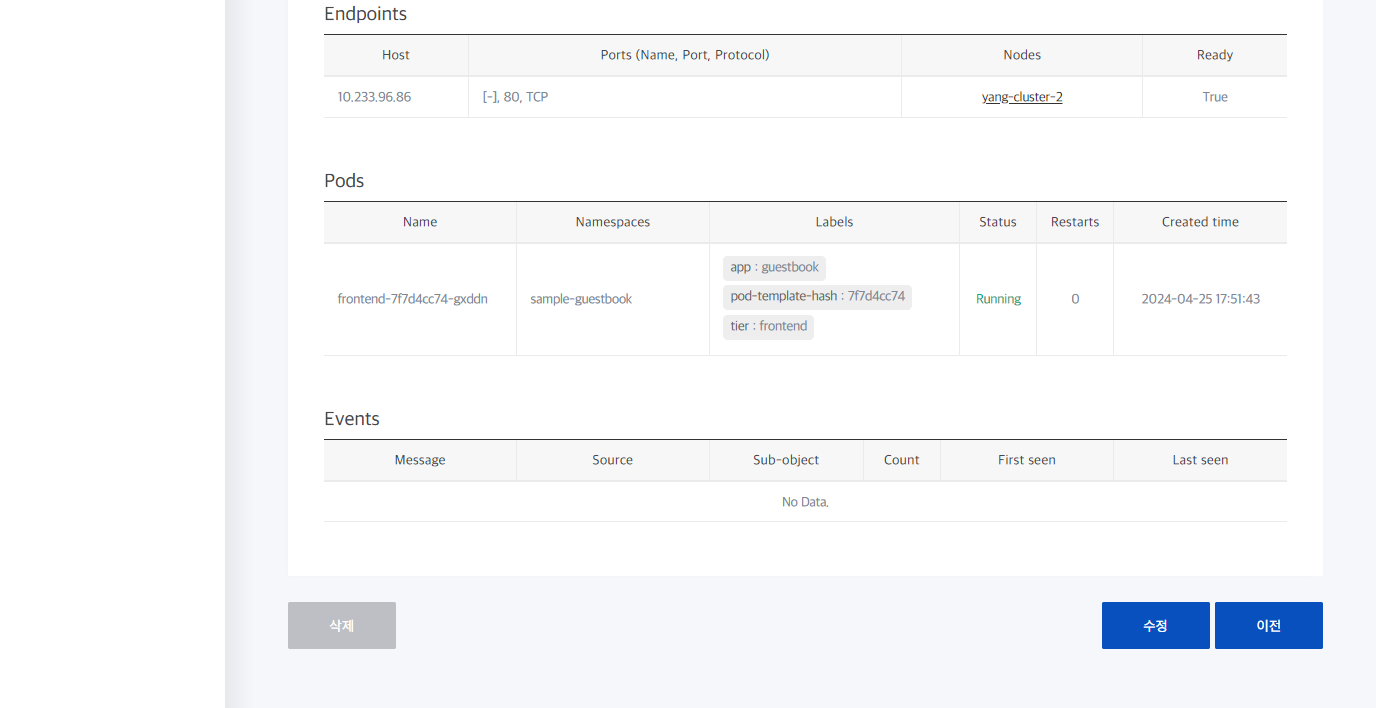 Endpoints
Host Ports (Name, Port, Protocol) Nodes Ready
10.233.96.86 [-], 80, TCP yang-cluster-2 True
Pods
Name Namespaces Labels Status Restarts Created time
app : guestbook
pod-template-hash : 7f7d4cc74
tier : frontend
frontend-7f7d4cc74-gxddn sample-guestbook Running 0 2024-04-25 17:51:43
Events
Message Source Sub-object Count First seen Last seen
No Data.
삭제 수정 이전